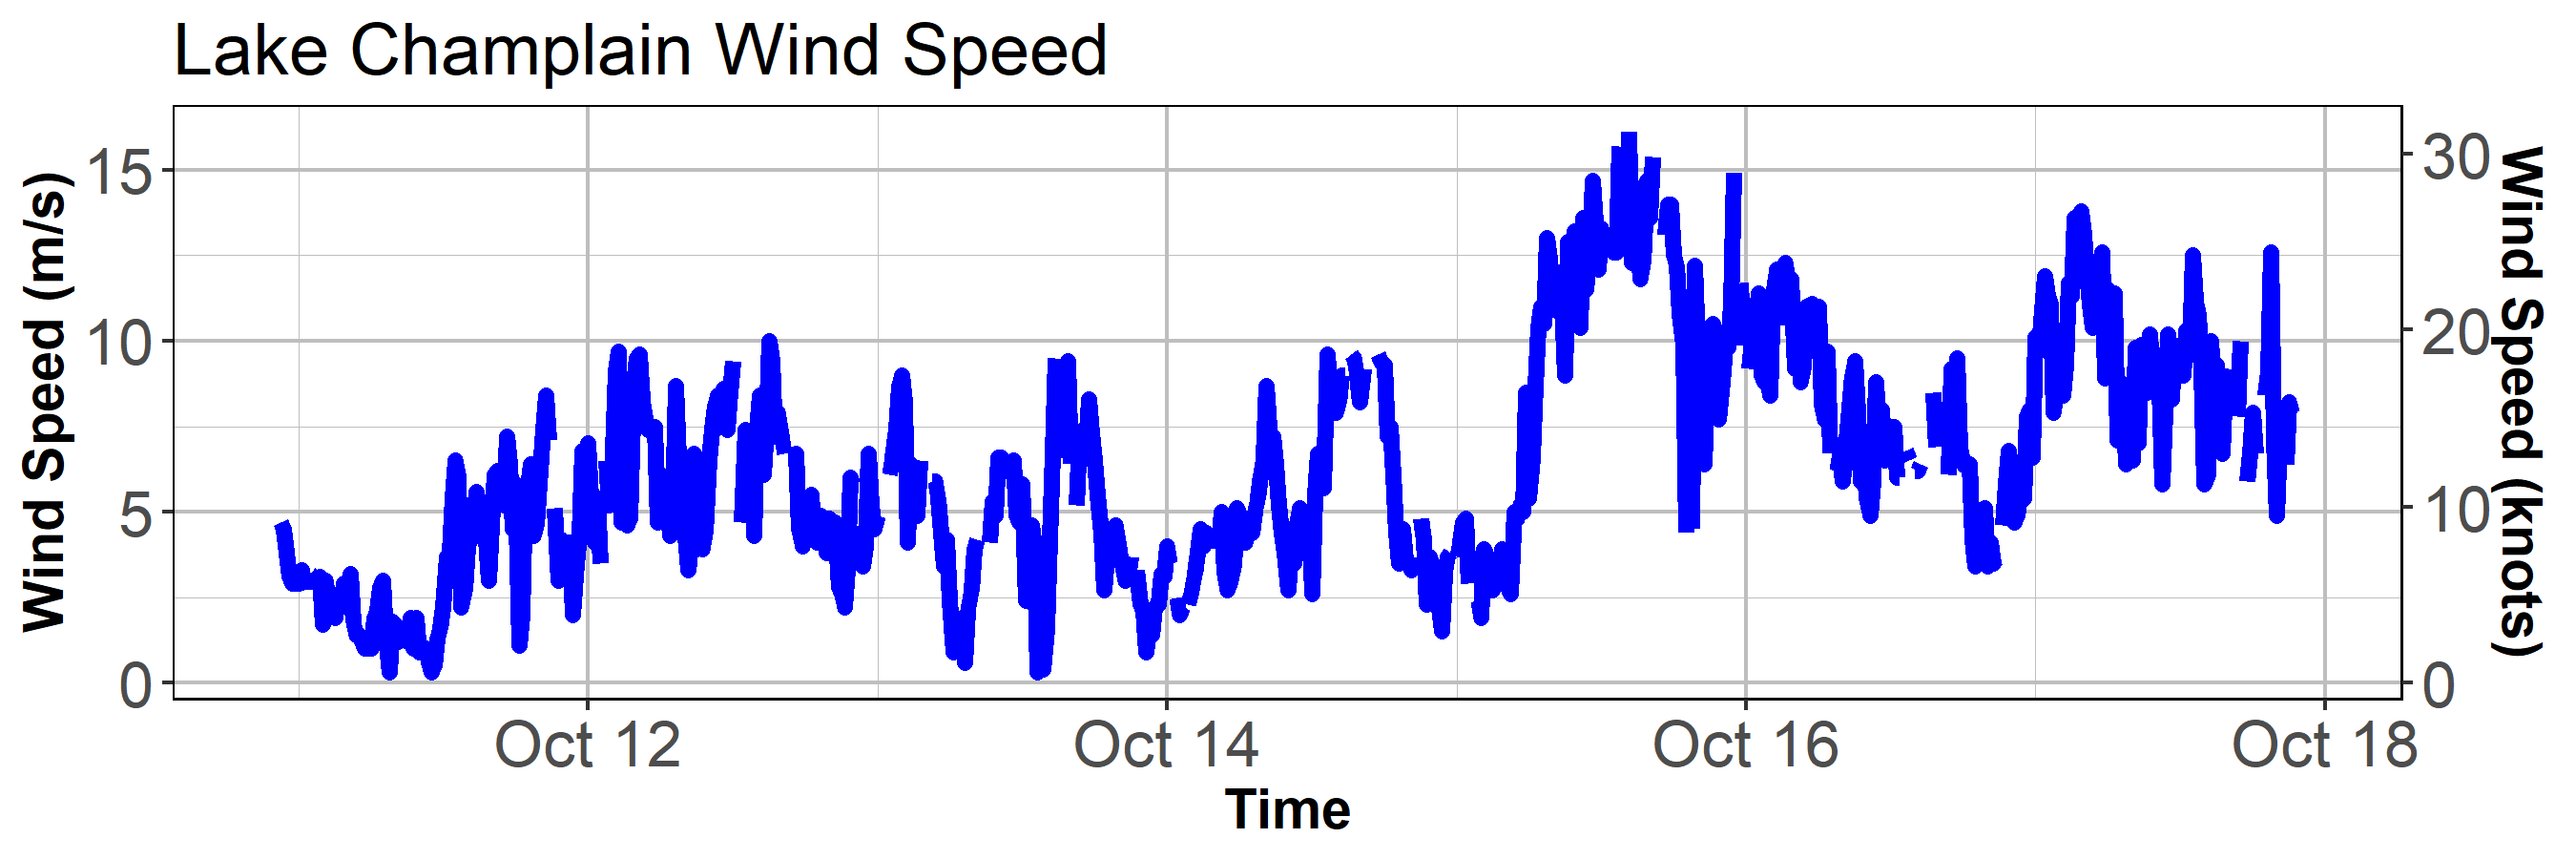 Lake Champlain Wind Speed
Wind Speed (m/s)
15
10
5
0
30
20
10
0
Wind Speed (knots)
Oct 12
Oct 14
Oct 16
Oct 18
Time